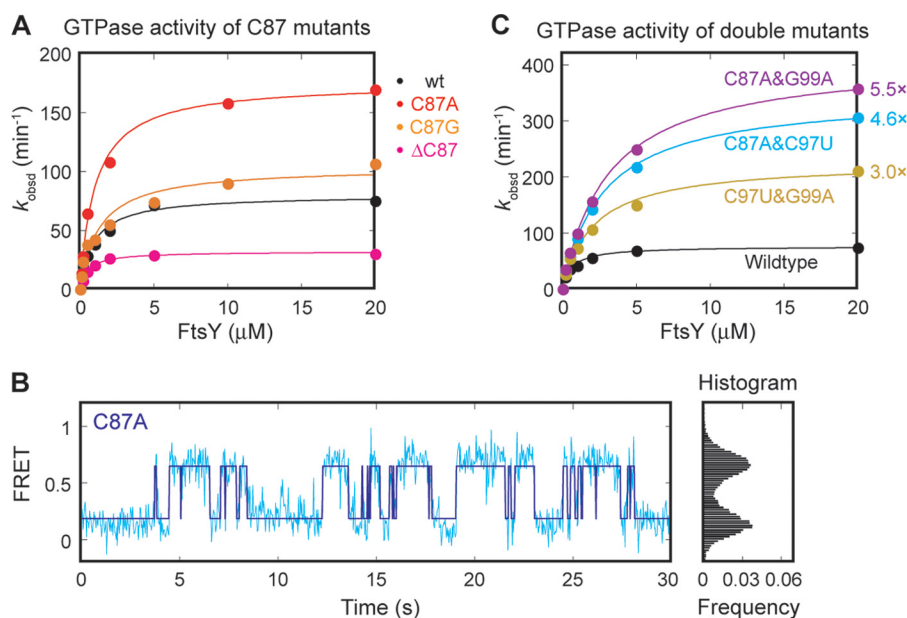 A GTPase activity of C87 mutants
200
150
100
50
0
k obsd (min⁻¹)
0 5 10 15 20
FtsY (μM)
wt
C87A
C87G
ΔC87
C GTPase activity of double mutants
400
300
200
100
0
k obsd (min⁻¹)
C87A&G99A 5.5×
C87A&C97U 4.6×
C97U&G99A 3.0×
Wildtype
0 5 10 15 20
FtsY (μM)
B
C87A
1
0.5
0
FRET
0 5 10 15 20 25 30
Time (s)
Histogram
0 0.03 0.06
Frequency